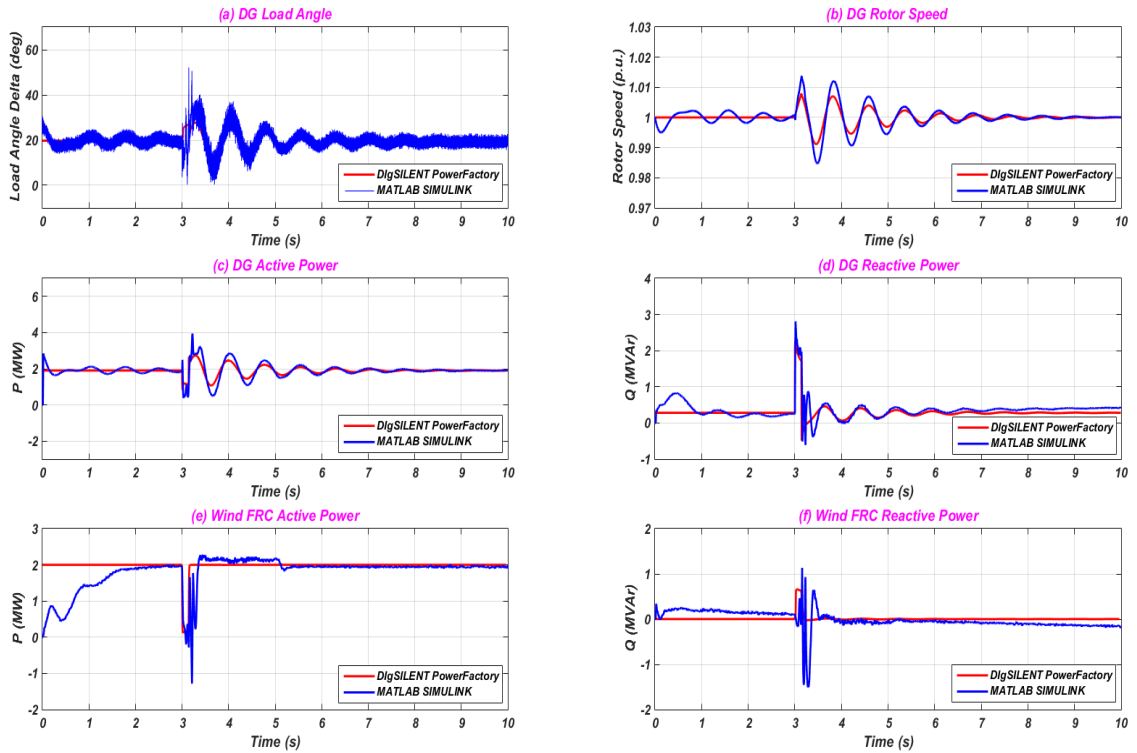 (a) DG Load Angle
Load Angle Delta (deg)
60
40
20
0
0 1 2 3 4 5 6 7 8 9 10
Time (s)
DIgSILENT PowerFactory
MATLAB SIMULINK
(b) DG Rotor Speed
Rotor Speed (p.u.)
1.03
1.02
1.01
1
0.99
0.98
0.97
0 1 2 3 4 5 6 7 8 9 10
Time (s)
DIgSILENT PowerFactory
MATLAB SIMULINK
(c) DG Active Power
P (MW)
6
4
2
0
-2
0 1 2 3 4 5 6 7 8 9 10
Time (s)
DIgSILENT PowerFactory
MATLAB SIMULINK
(d) DG Reactive Power
Q (MVAr)
4
3
2
1
0
-1
0 1 2 3 4 5 6 7 8 9 10
Time (s)
DIgSILENT PowerFactory
MATLAB SIMULINK
(e) Wind FRC Active Power
P (MW)
3
2
1
0
-1
-2
0 1 2 3 4 5 6 7 8 9 10
Time (s)
DIgSILENT PowerFactory
MATLAB SIMULINK
(f) Wind FRC Reactive Power
Q (MVAr)
2
1
0
-1
-2
0 1 2 3 4 5 6 7 8 9 10
Time (s)
DIgSILENT PowerFactory
MATLAB SIMULINK